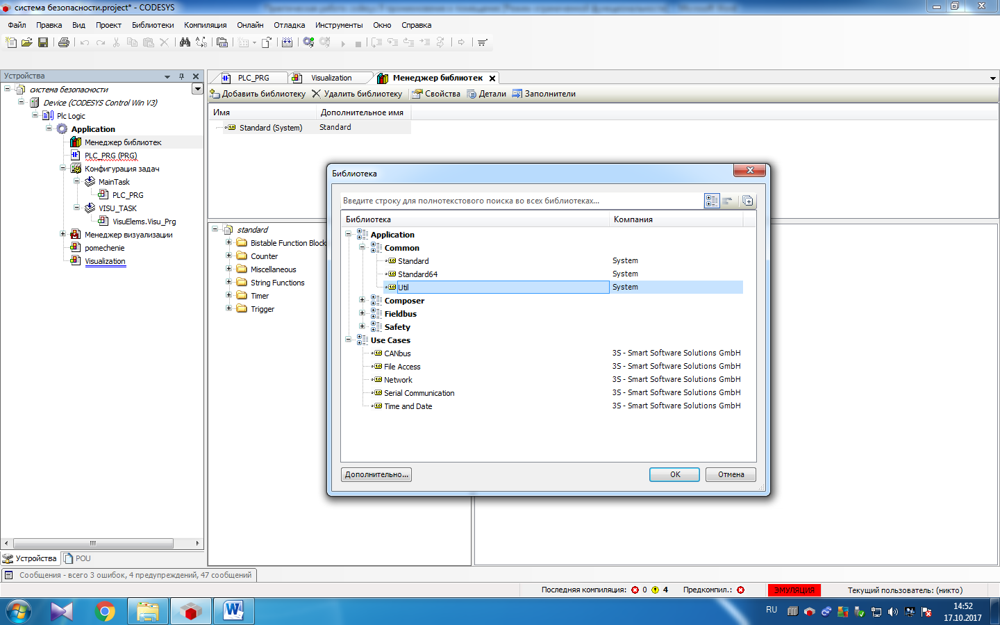 система безопасности.project* - CODESYS
Файл Правка Вид Проект Библиотеки Компиляция Онлайн Отладка Инструменты Окно Справка
Устройства
система безопасности
Device (CODESYS Control Win V3)
Plc Logic
Application
Менеджер библиотек
PLC_PRG (PRG)
Конфигурация задач
MainTask
PLC_PRG
VISU_TASK
VisuElems.Visu_Prg
Менеджер визуализации
pomechenie
Visualization
Устройства POU
PLC_PRG Visualization Менеджер библиотек
Добавить библиотеку Удалить библиотеку Свойства Детали Заполнители
Имя Дополнительное имя
Standard (System) Standard
standard
Bistable Function Block
Counter
Miscellaneous
String Functions
Timer
Trigger
Библиотека
Введите строку для полнотекстового поиска во всех библиотеках...
Библиотека Компания
Application
Common
Standard System
Standard64 System
Util System
Composer
Fieldbus
Safety
Use Cases
CANbus 3S - Smart Software Solutions GmbH
File Access 3S - Smart Software Solutions GmbH
Network 3S - Smart Software Solutions GmbH
Serial Communication 3S - Smart Software Solutions GmbH
Time and Date 3S - Smart Software Solutions GmbH
Дополнительно... OK Отмена
Сообщения - всего 3 ошибок, 4 предупреждений, 47 сообщений
Последняя компиляция: 0 4 Предкомпил.: ЭМУЛЯЦИЯ Текущий пользователь: (никто)
RU
14:52
17.10.2017